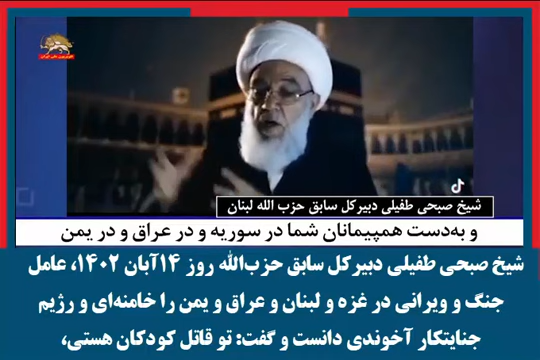 شیخ صبحی طفیلی دبیرکل سابق حزب الله لبنان
و به‌دست همپیمانان شما در سوریه و در عراق و در یمن
شیخ صبحی طفیلی دبیرکل سابق حزب‌الله روز ۱۴آبان ۱۴۰۲، عامل
جنگ و ویرانی در غزه و لبنان و عراق و یمن را خامنه‌ای و رژیم
جنایتکار آخوندی دانست و گفت: تو قاتل کودکان هستی،